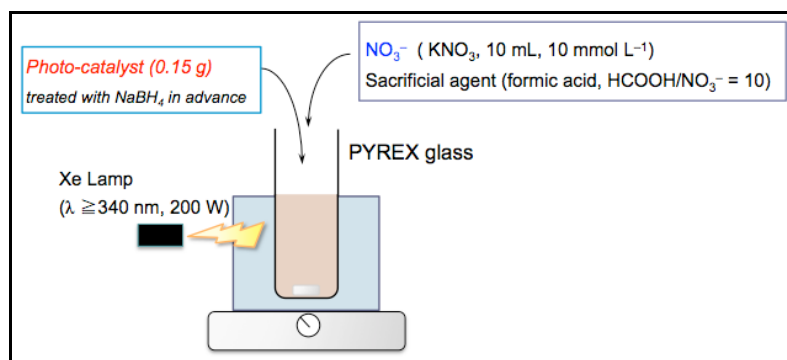 Photo-catalyst (0.15 g)
treated with NaBH₄ in advance
NO₃⁻ ( KNO₃, 10 mL, 10 mmol L⁻¹)
Sacrificial agent (formic acid, HCOOH/NO₃⁻ = 10)
PYREX glass
Xe Lamp
(λ ≧340 nm, 200 W)